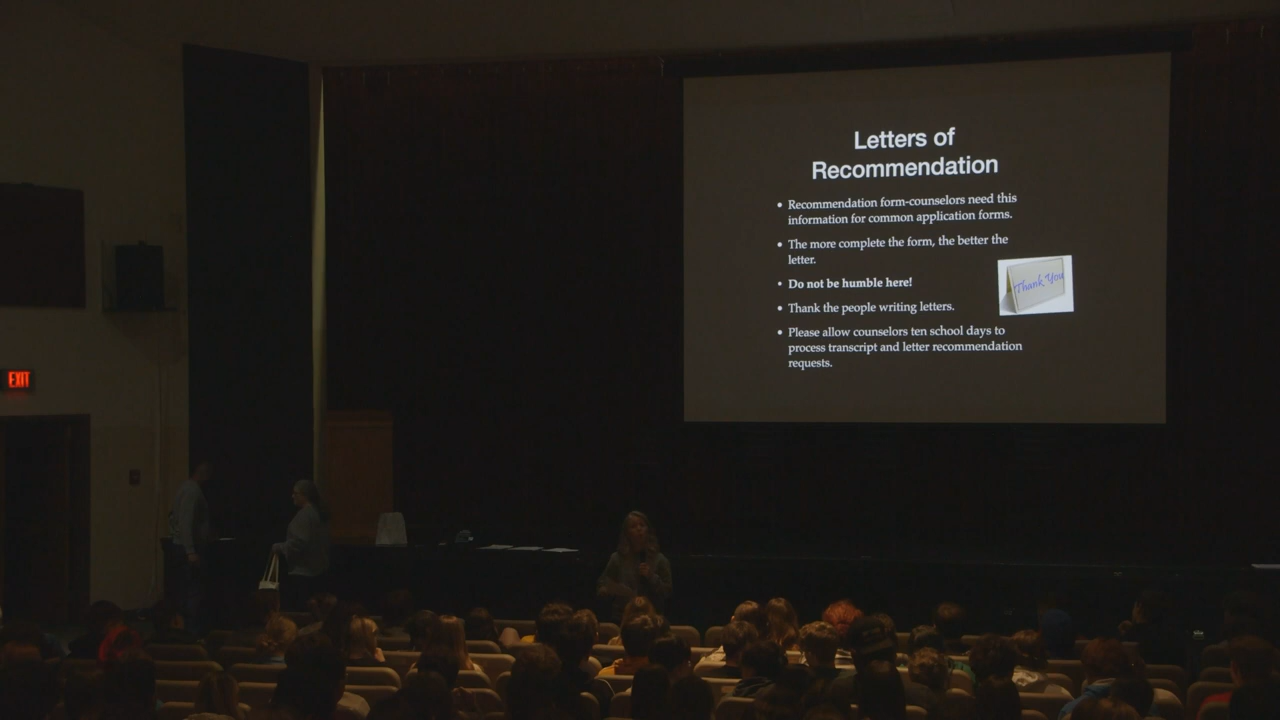 Letters of
Recommendation
• Recommendation form-counselors need this
information for common application forms.
• The more complete the form, the better the
letter.
• Do not be humble here!
• Thank the people writing letters.
• Please allow counselors ten school days to
process transcript and letter recommendation
requests.
Thank You
EXIT